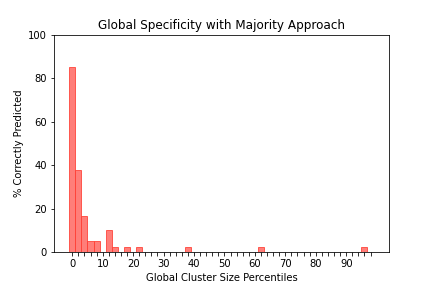 Global Specificity with Majority Approach
100
80
60
40
20
0
% Correctly Predicted
0 10 20 30 40 50 60 70 80 90
Global Cluster Size Percentiles